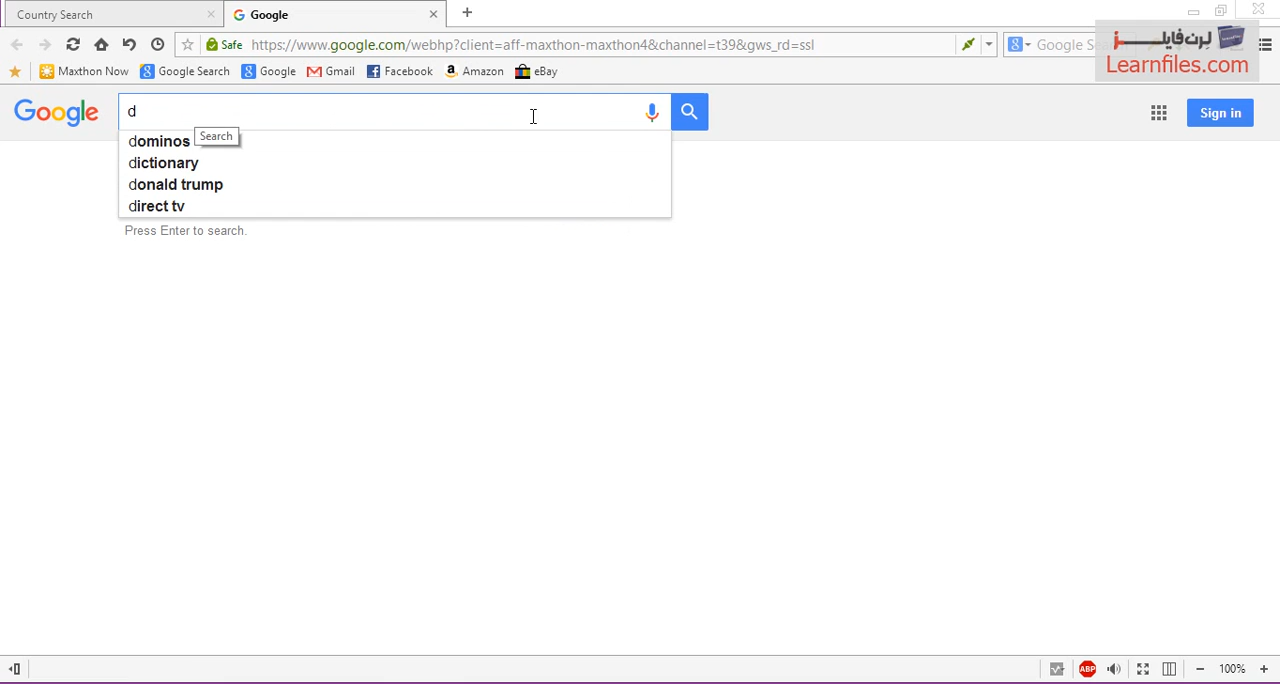 Country Search
Google
Safe https://www.google.com/webhp?client=aff-maxthon-maxthon4&channel=t39&gws_rd=ssl
Google
لرن‌فایلز
Learnfiles.com
Maxthon Now Google Search Google Gmail Facebook Amazon eBay
Google d Sign in
Search
dominos
dictionary
donald trump
direct tv
Press Enter to search.
ABP 100%